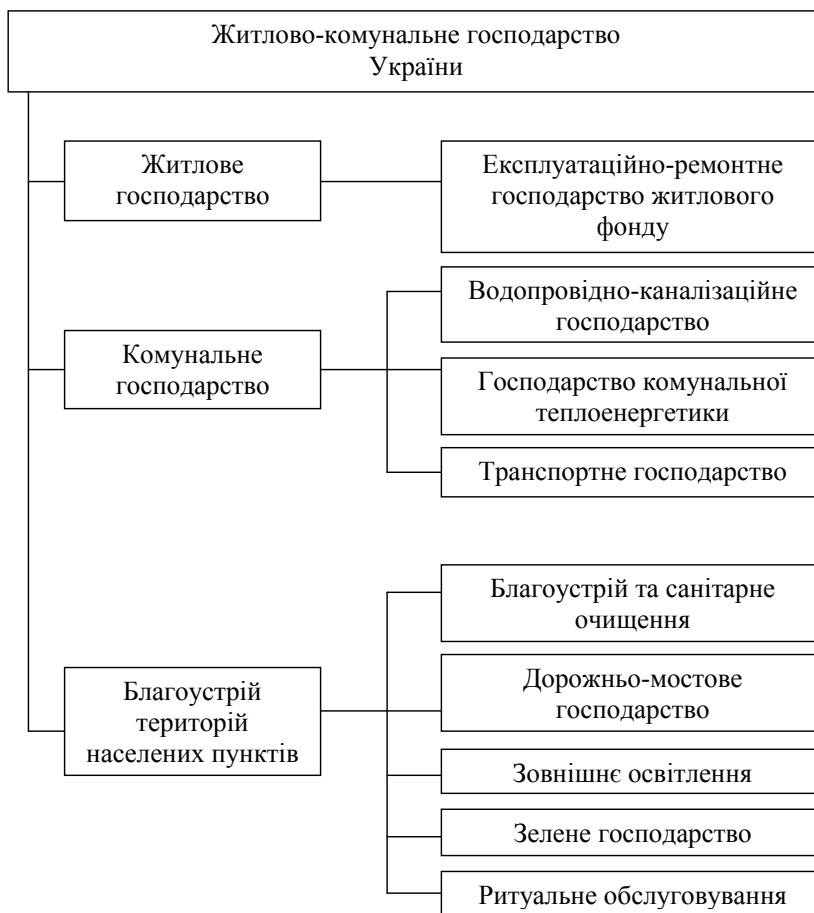 Житлово-комунальне господарство
України
Житлове
господарство
Експлуатаційно-ремонтне
господарство житлового
фонду
Водопровідно-каналізаційне
господарство
Комунальне
господарство
Господарство комунальної
теплоенергетики
Транспортне господарство
Благоустрій та санітарне
очищення
Благоустрій
територій
населених пунктів
Дорожньо-мостове
господарство
Зовнішнє освітлення
Зелене господарство
Ритуальне обслуговування